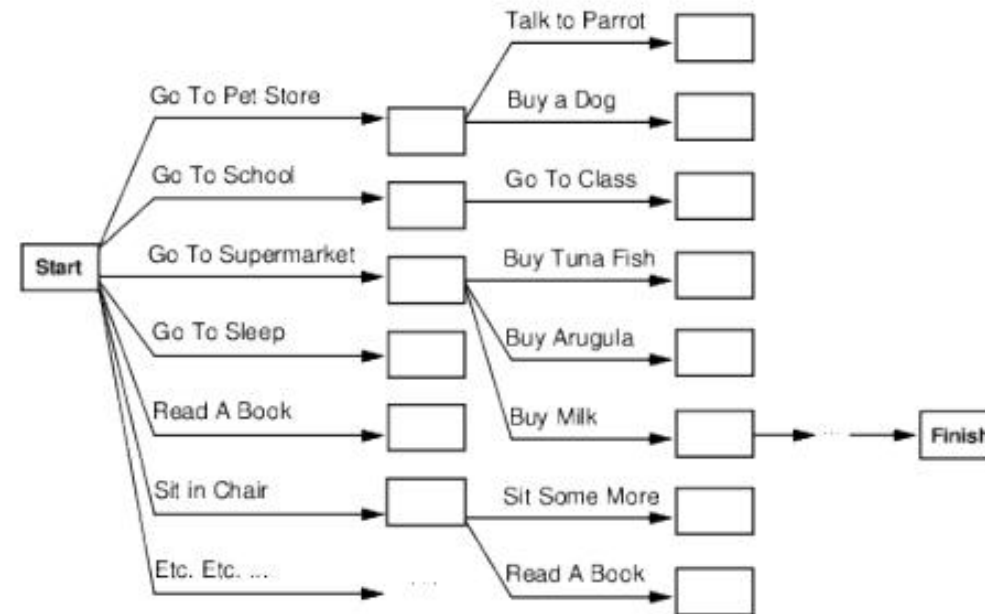 Talk to Parrot
Go To Pet Store
Buy a Dog
Go To School
Go To Class
Start
Go To Supermarket
Buy Tuna Fish
Go To Sleep
Buy Arugula
Read A Book
Buy Milk
...
Finish
Sit in Chair
Sit Some More
Etc. Etc. ...
...
Read A Book